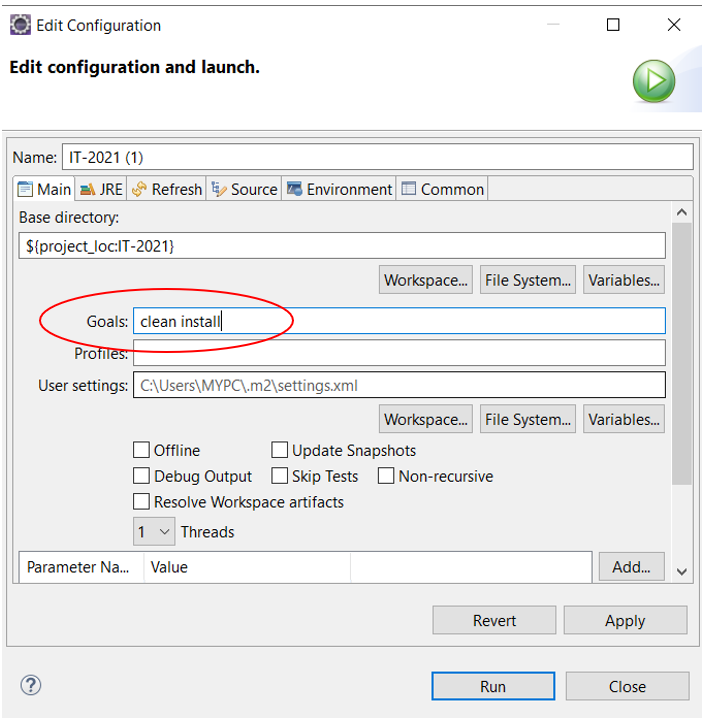 Edit Configuration
Edit configuration and launch.
Name: IT-2021 (1)
Main JRE Refresh Source Environment Common
Base directory:
${project_loc:IT-2021}
Workspace... File System... Variables...
Goals: clean install
Profiles:
User settings: C:\Users\MYPC\.m2\settings.xml
Workspace... File System... Variables...
Offline Update Snapshots
Debug Output Skip Tests Non-recursive
Resolve Workspace artifacts
1 Threads
Parameter Na... Value Add...
Revert Apply
? Run Close